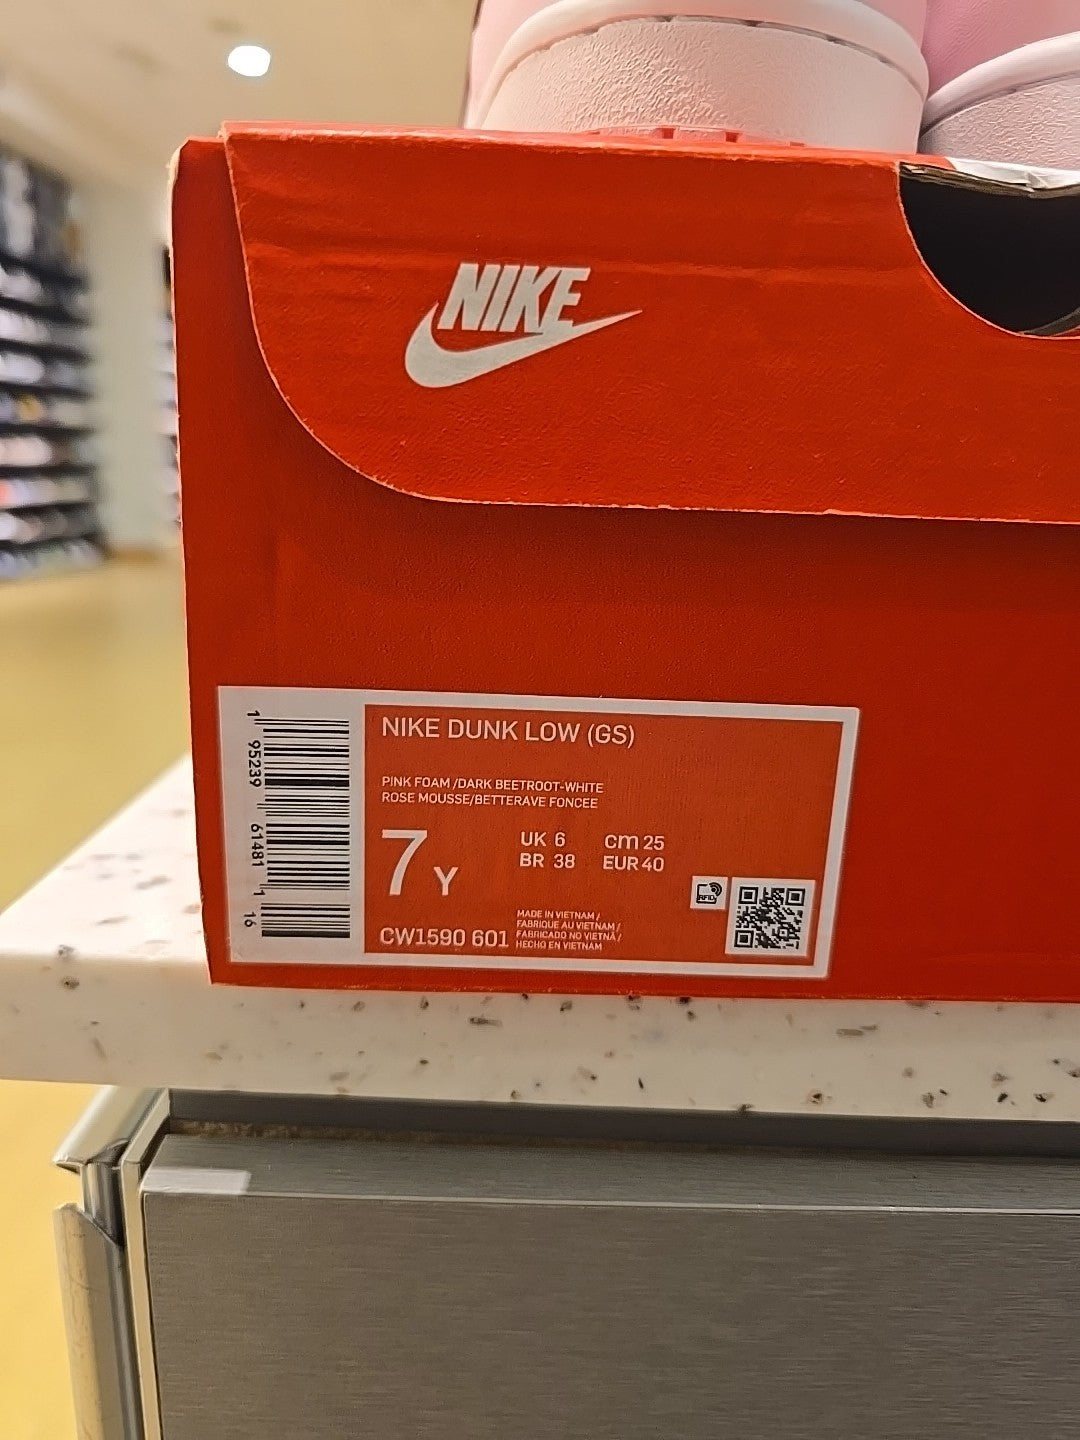 NIKE
NIKE DUNK LOW (GS)
PINK FOAM /DARK BEETROOT-WHITE
ROSE MOUSSE/BETTERAVE FONCEE
7 Y
UK 6 cm 25
BR 38 EUR 40
CW1590 601
MADE IN VIETNAM /
FABRIQUE AU VIETNAM /
FABRICADO NO VIETNÃ /
HECHO EN VIETNAM
RFID
1 95239 61481 1 16